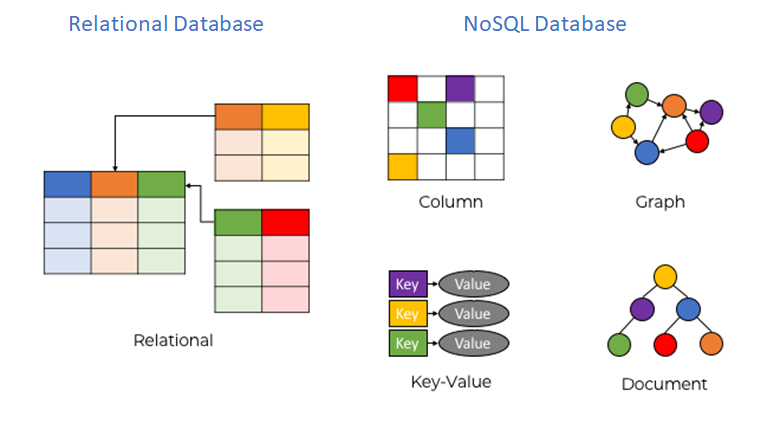 Relational Database
NoSQL Database
Relational
Column
Graph
Key Value
Key Value
Key Value
Key-Value
Document